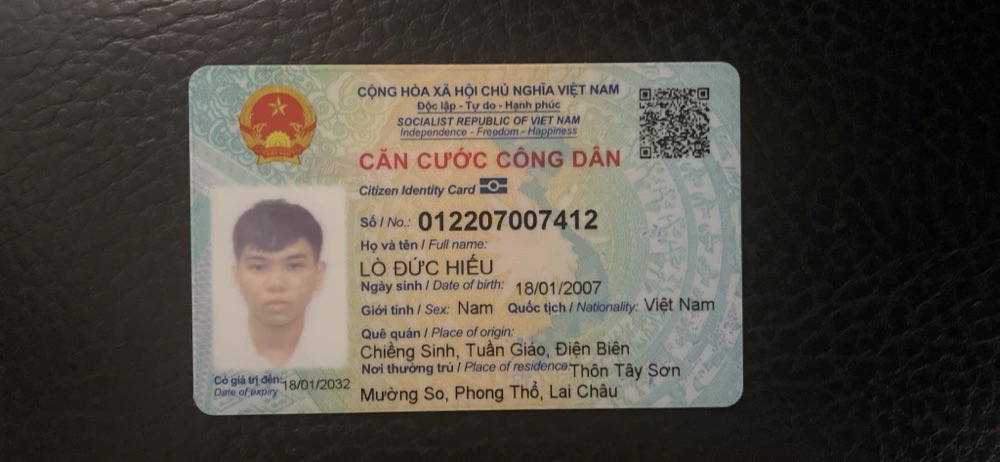 CỘNG HÒA XÃ HỘI CHỦ NGHĨA VIỆT NAM
Độc lập - Tự do - Hạnh phúc
SOCIALIST REPUBLIC OF VIET NAM
Independence - Freedom - Happiness
CĂN CƯỚC CÔNG DÂN
Citizen Identity Card
Số / No.: 012207007412
Họ và tên / Full name:
LÒ ĐỨC HIẾU
Ngày sinh / Date of birth: 18/01/2007
Giới tính / Sex: Nam Quốc tịch / Nationality: Việt Nam
Quê quán / Place of origin:
Chiềng Sinh, Tuần Giáo, Điện Biên
Nơi thường trú / Place of residence: Thôn Tây Sơn
Mường So, Phong Thổ, Lai Châu
Có giá trị đến: 18/01/2032
Date of expiry